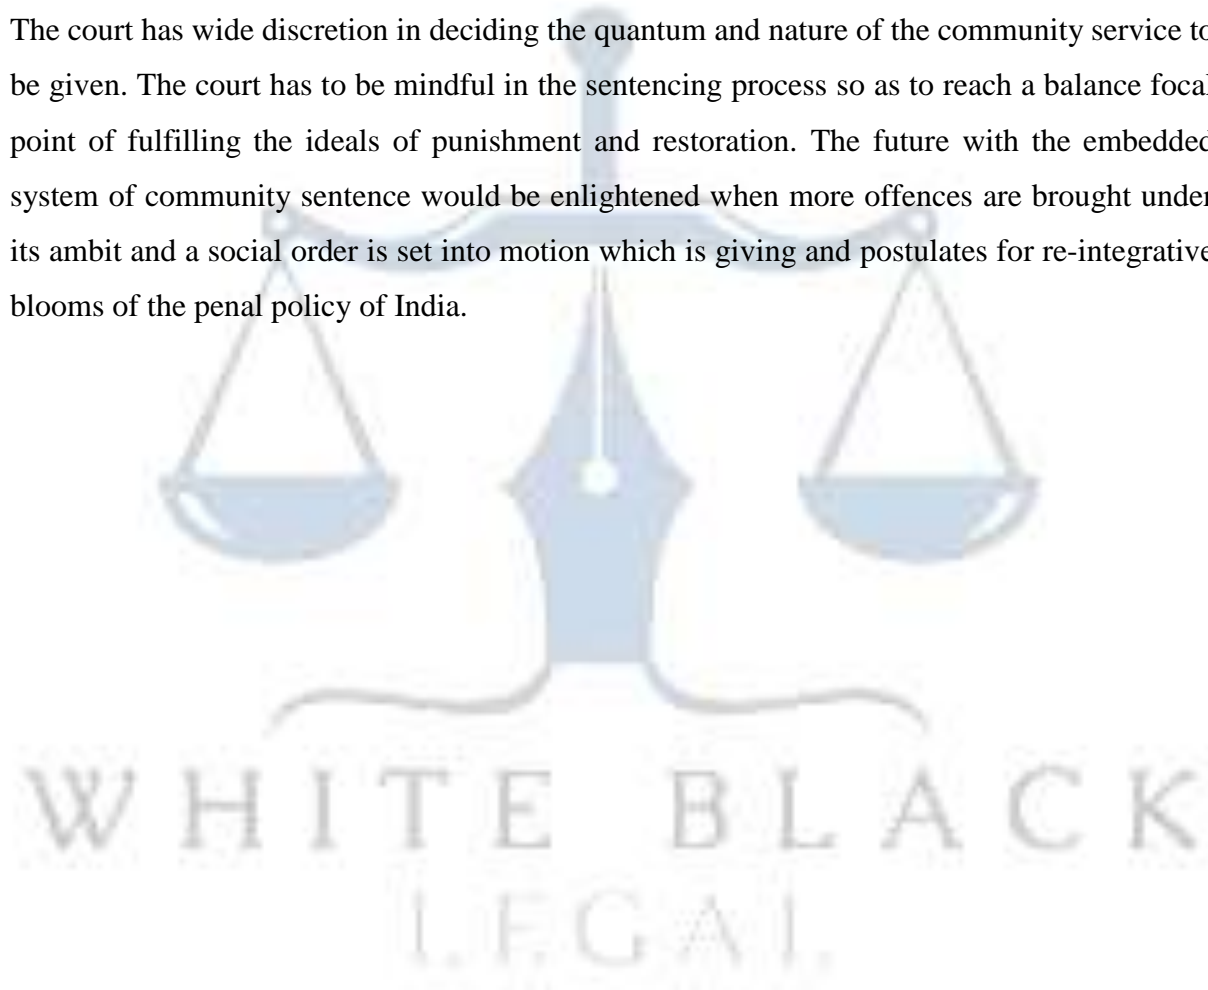 The court has wide discretion in deciding the quantum and nature of the community service to
be given. The court has to be mindful in the sentencing process so as to reach a balance focal
point of fulfilling the ideals of punishment and restoration. The future with the embedded
system of community sentence would be enlightened when more offences are brought under
its ambit and a social order is set into motion which is giving and postulates for re-integrative
blooms of the penal policy of India.
WHITE BLACK
LEGAL